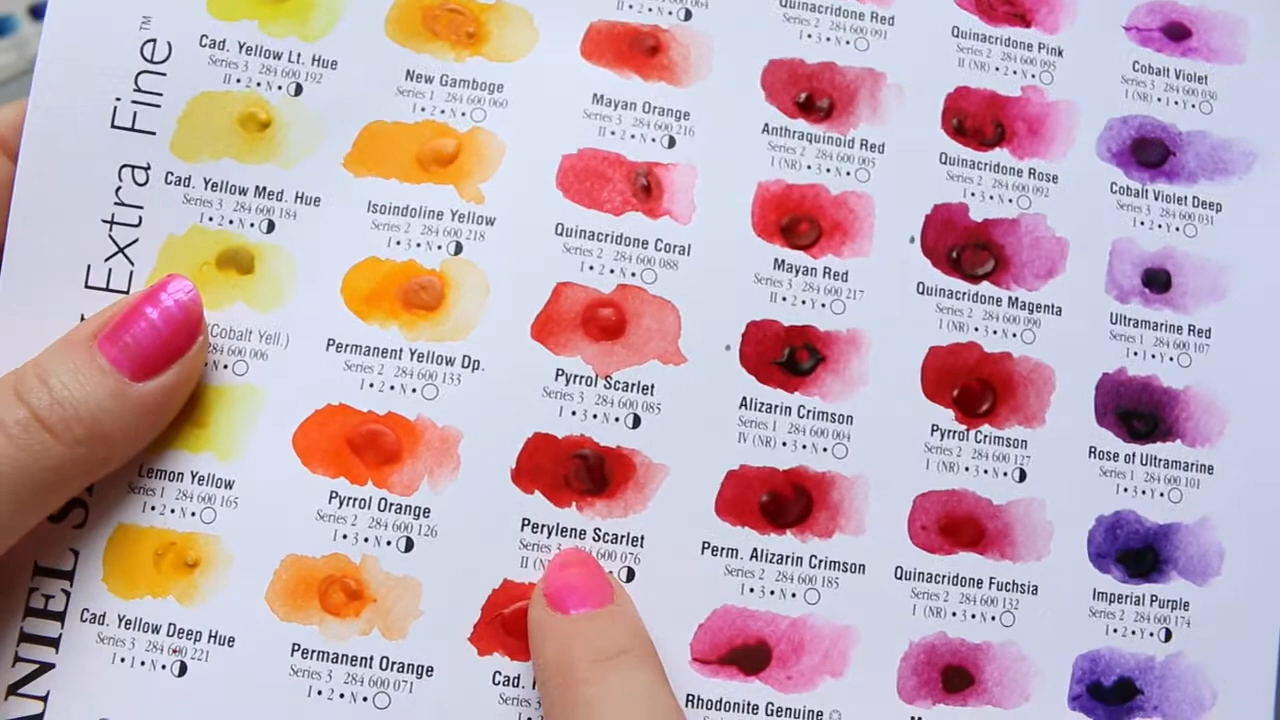 Extra Fine™
ANIEL S
Cad. Yellow Lt. Hue
Series 3 284 600 192
II • 2 • N •
Cad. Yellow Med. Hue
Series 3 284 600 184
I • 2 • N •
(Cobalt Yell.)
284 600 006
N •
Lemon Yellow
Series 1 284 600 165
I • 2 • N •
Cad. Yellow Deep Hue
Series 3 284 600 221
I • 1 • N •
New Gamboge
Series 1 284 600 060
I • 2 • N •
Isoindoline Yellow
Series 2 284 600 218
I • 3 • N •
Permanent Yellow Dp.
Series 2 284 600 133
I • 2 • N •
Pyrrol Orange
Series 2 284 600 126
I • 3 • N •
Permanent Orange
Series 3 284 600 071
I • 2 • N •
064
II • 2 • N •
Mayan Orange
Series 3 284 600 216
II • 2 • N •
Quinacridone Coral
Series 2 284 600 088
I • 2 • N •
Pyrrol Scarlet
Series 3 284 600 085
I • 3 • N •
Perylene Scarlet
Series 3 284 600 076
II (N
Cad.
Series 3
I • 2
Quinacridone Red
Series 2 284 600 091
I • 3 • N •
Anthraquinoid Red
Series 2 284 600 005
I (NR) • 3 • N •
Mayan Red
Series 3 284 600 217
II • 2 • Y •
Alizarin Crimson
Series 1 284 600 004
IV (NR) • 3 • N •
Perm. Alizarin Crimson
Series 2 284 600 185
I • 3 • N •
Rhodonite Genuine
Quinacridone Pink
Series 2 284 600 095
II (NR) • 2 • N •
Quinacridone Rose
Series 2 284 600 092
I • 3 • N •
Quinacridone Magenta
Series 2 284 600 090
I (NR) • 3 • N •
Pyrrol Crimson
Series 2 284 600 127
I (NR) • 3 • N •
Quinacridone Fuchsia
Series 2 284 600 132
I (NR) • 3 • N •
Cobalt Violet
Series 3 284 600 030
I (NR) • 1 • Y •
Cobalt Violet Deep
Series 3 284 600 031
I • 2 • Y •
Ultramarine Red
Series 1 284 600 107
I • 1 • Y •
Rose of Ultramarine
Series 1 284 600 101
I • 3 • Y •
Imperial Purple
Series 2 284 600 174
I • 2 • Y •